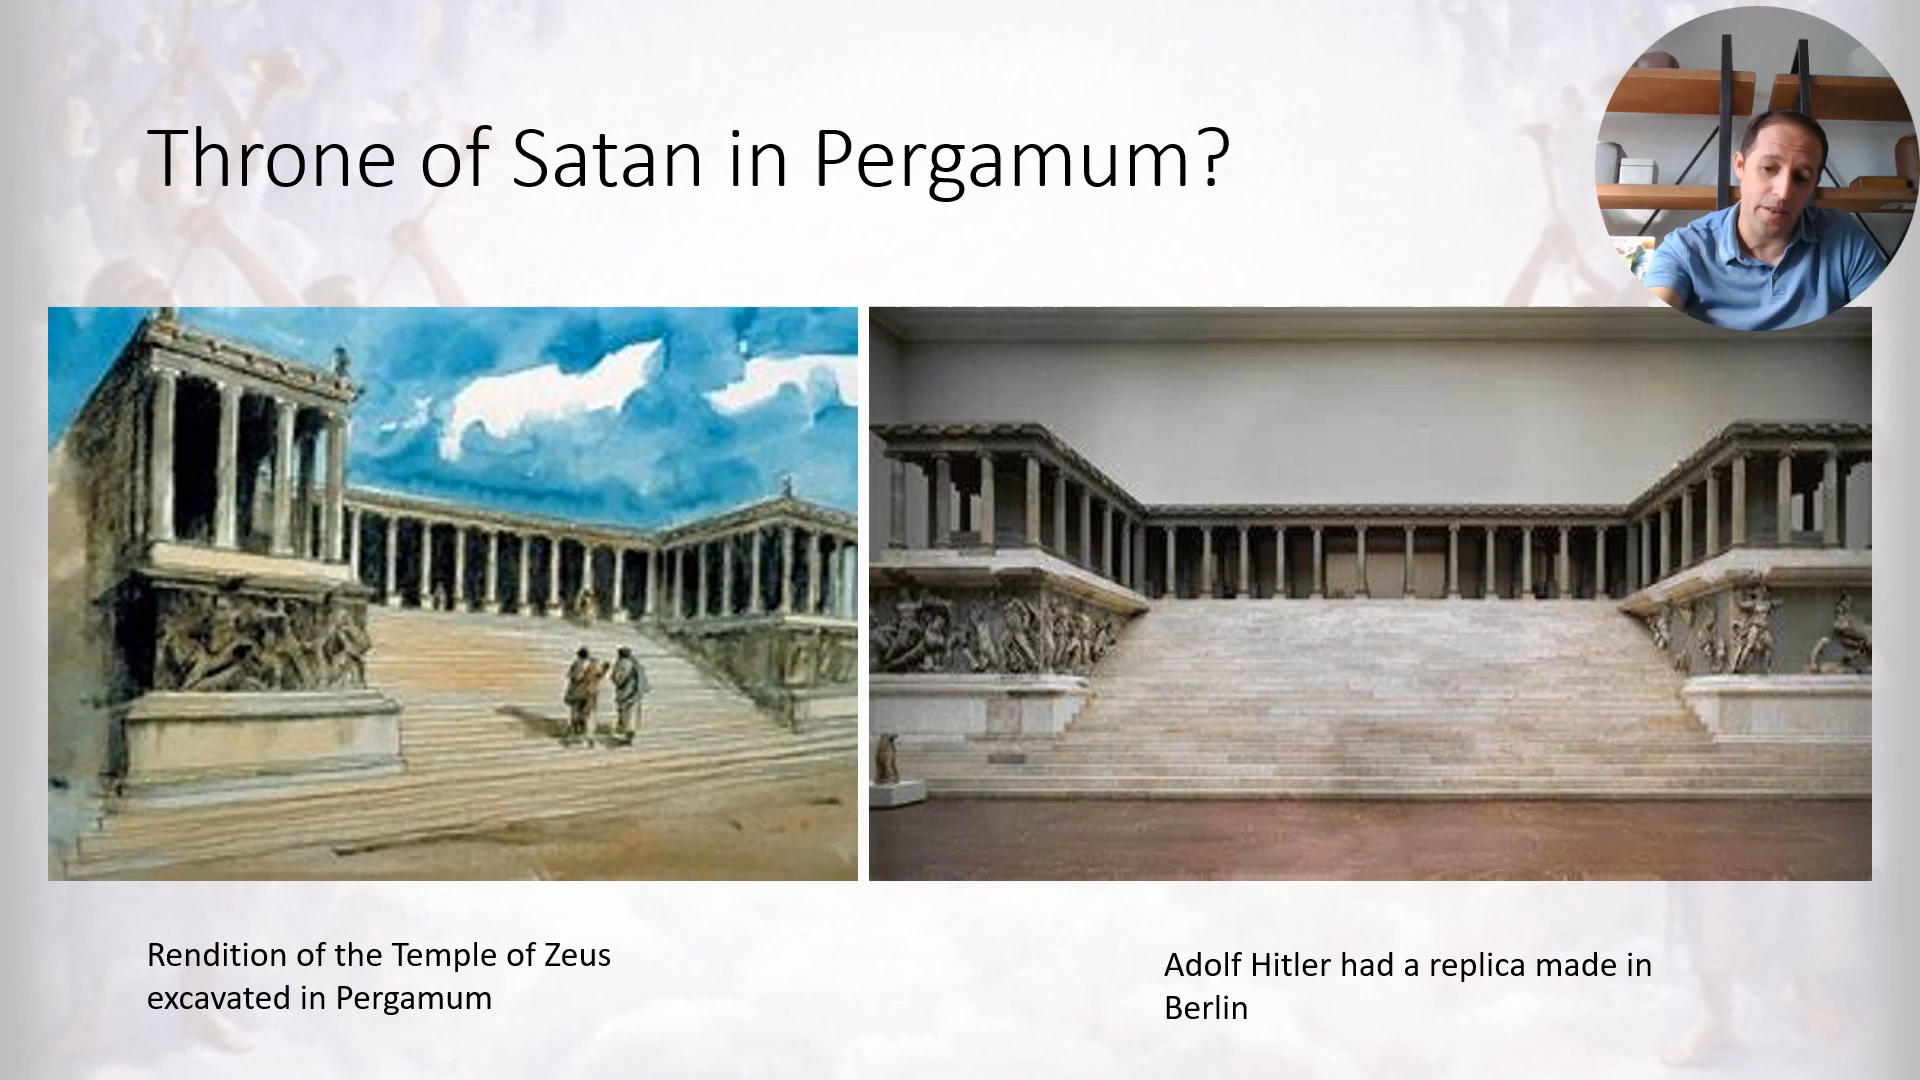 Throne of Satan in Pergamum?
Rendition of the Temple of Zeus
excavated in Pergamum
Adolf Hitler had a replica made in
Berlin